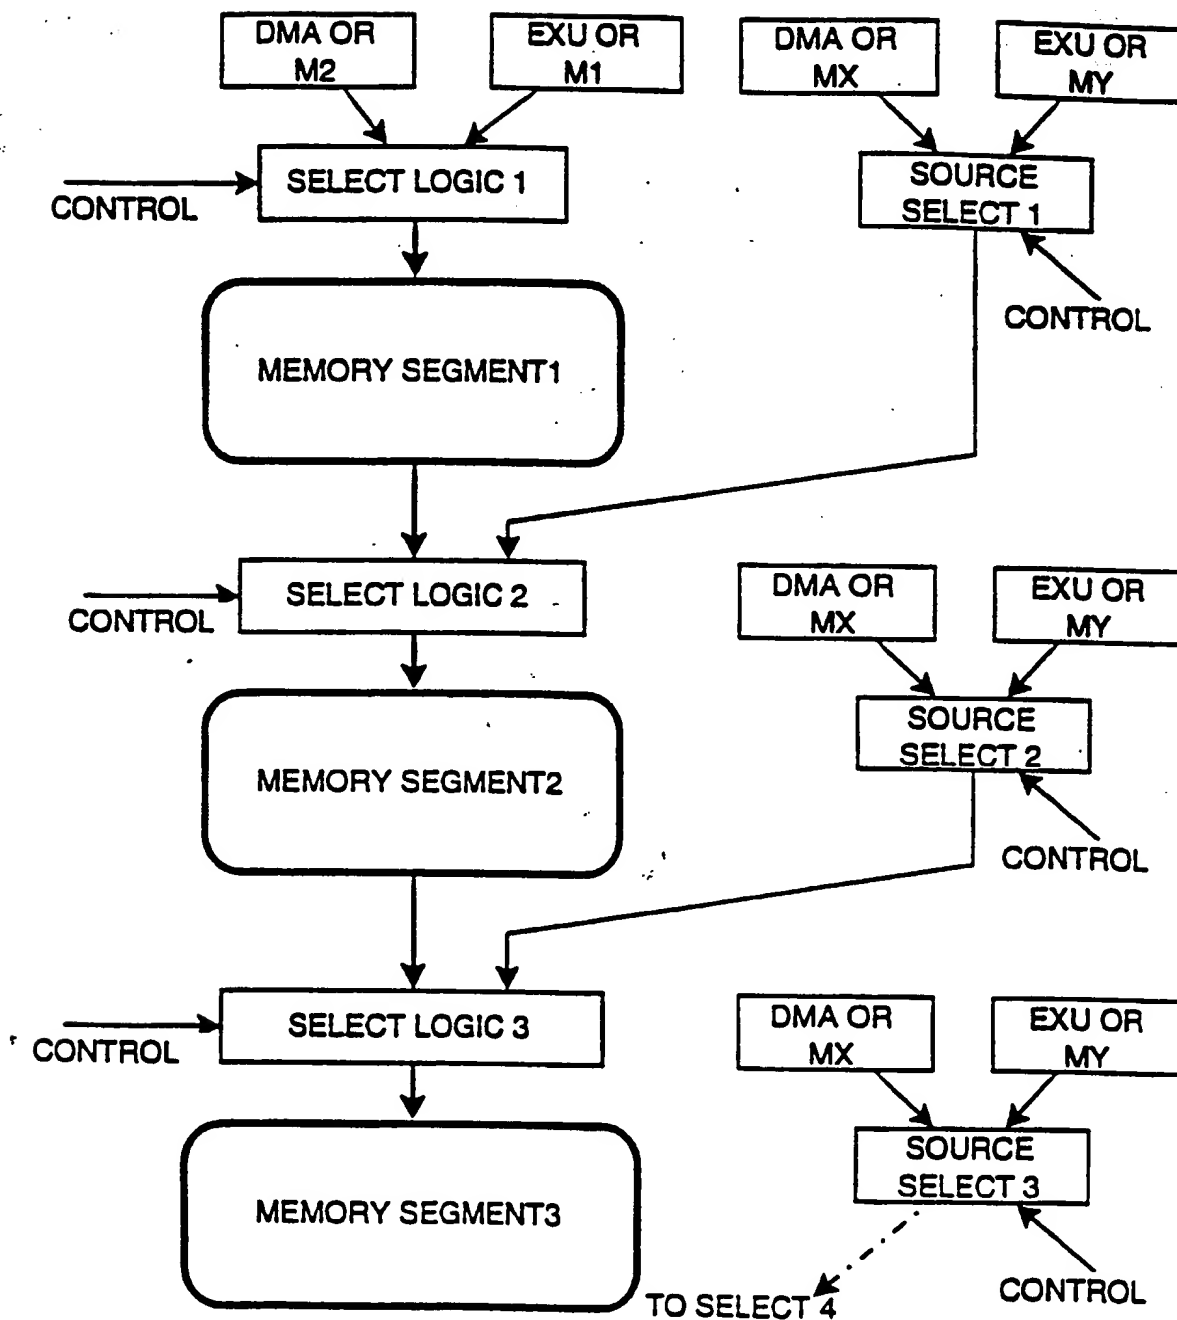 DMA OR
M2
EXU OR
M1
DMA OR
MX
EXU OR
MY
SELECT LOGIC 1
CONTROL
SOURCE
SELECT 1
CONTROL
MEMORY SEGMENT1
SELECT LOGIC 2
CONTROL
DMA OR
MX
EXU OR
MY
SOURCE
SELECT 2
CONTROL
MEMORY SEGMENT2
SELECT LOGIC 3
CONTROL
DMA OR
MX
EXU OR
MY
SOURCE
SELECT 3
CONTROL
MEMORY SEGMENT3
TO SELECT 4